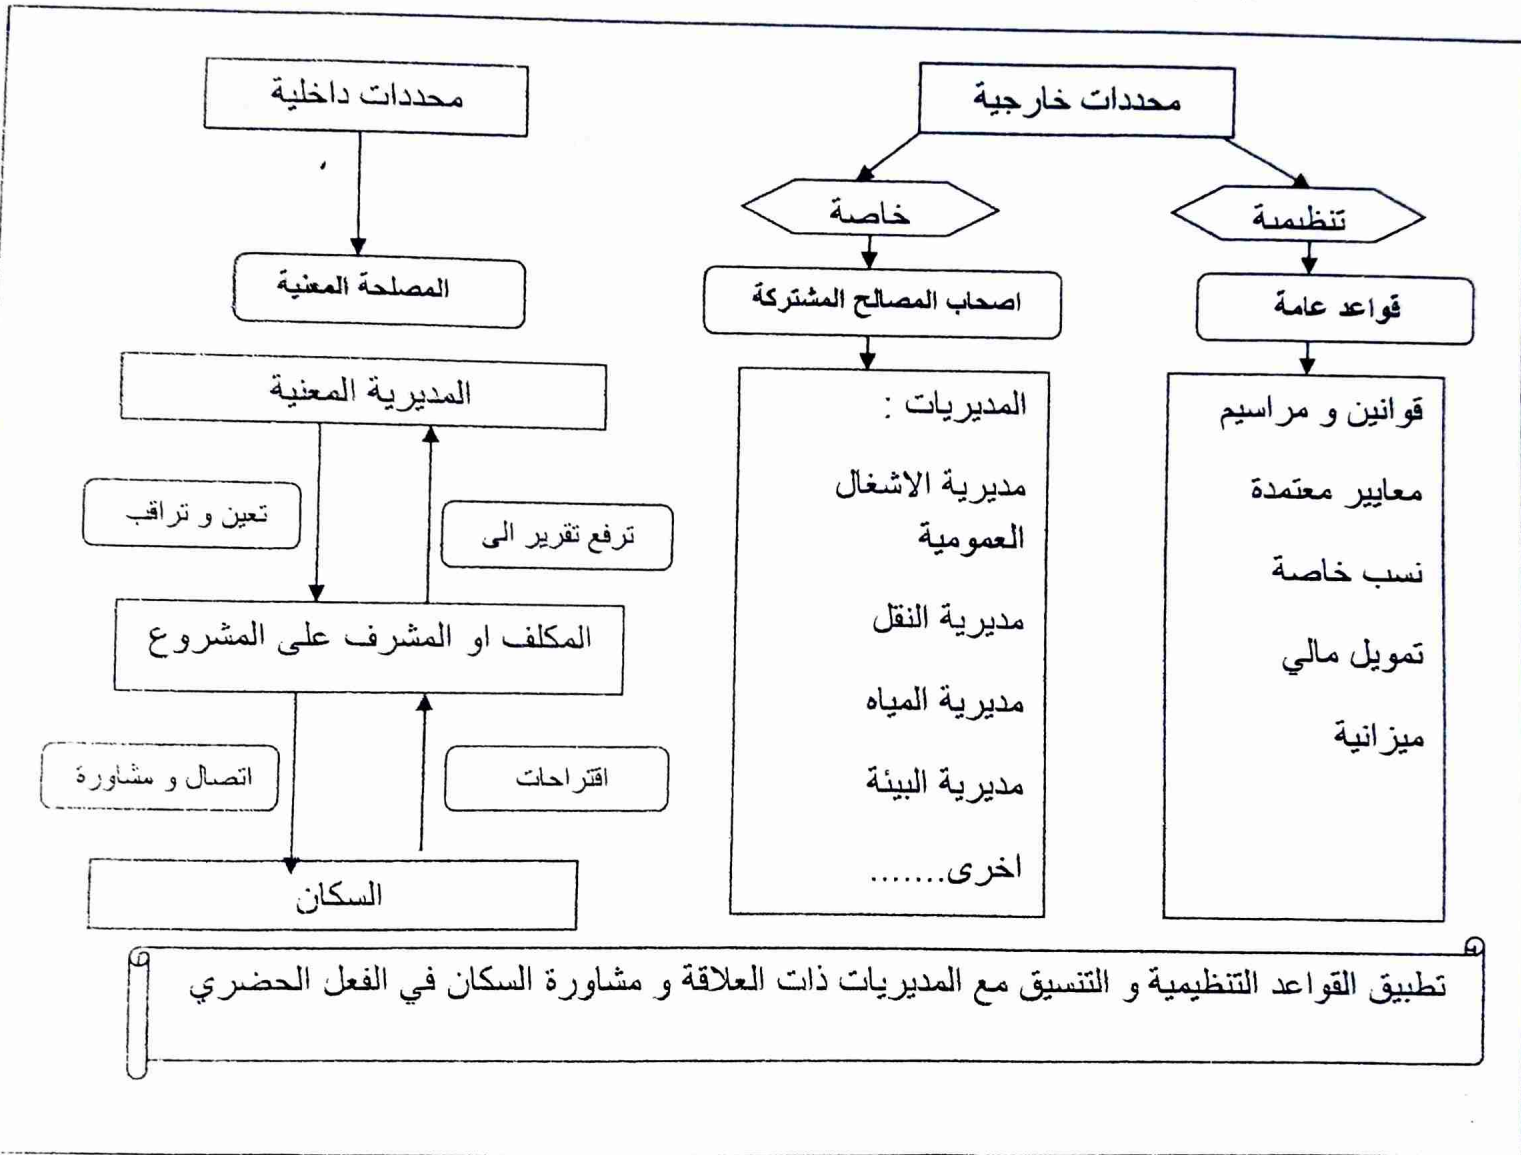 محددات خارجية
محددات داخلية
تنظيمية
خاصة
قواعد عامة
اصحاب المصالح المشتركة
المصلحة المعنية
قوانين و مراسيم
معايير معتمدة
نسب خاصة
تمويل مالي
ميزانية
المديريات :
مديرية الاشغال
العمومية
مديرية النقل
مديرية المياه
مديرية البيئة
اخرى.......
المديرية المعنية
ترفع تقرير الى
تعين و تراقب
المكلف او المشرف على المشروع
اقتراحات
اتصال و مشاورة
السكان
تطبيق القواعد التنظيمية و التنسيق مع المديريات ذات العلاقة و مشاورة السكان في الفعل الحضري